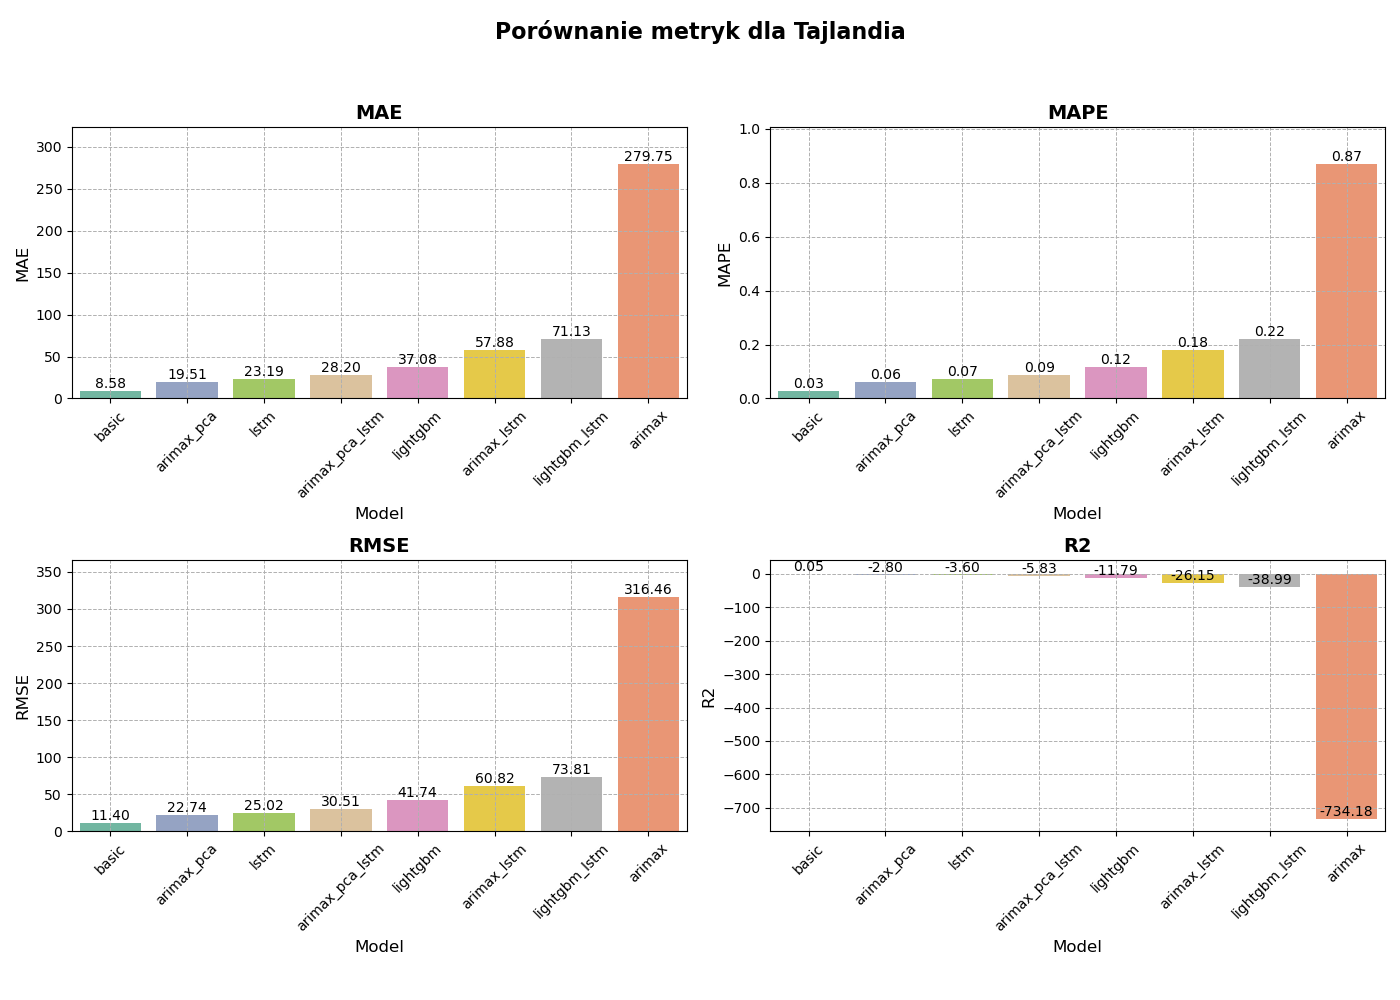 Porównanie metryk dla Tajlandia
MAE
MAE
300
250
200
150
100
50
0
8.58
19.51
23.19
28.20
37.08
57.88
71.13
279.75
basic
arimax_pca
lstm
arimax_pca_lstm
lightgbm
arimax_lstm
lightgbm_lstm
arimax
Model
MAPE
MAPE
1.0
0.8
0.6
0.4
0.2
0.0
0.03
0.06
0.07
0.09
0.12
0.18
0.22
0.87
basic
arimax_pca
lstm
arimax_pca_lstm
lightgbm
arimax_lstm
lightgbm_lstm
arimax
Model
RMSE
RMSE
350
300
250
200
150
100
50
0
11.40
22.74
25.02
30.51
41.74
60.82
73.81
316.46
basic
arimax_pca
lstm
arimax_pca_lstm
lightgbm
arimax_lstm
lightgbm_lstm
arimax
Model
R2
R2
0
−100
−200
−300
−400
−500
−600
−700
0.05
-2.80
-3.60
-5.83
-11.79
-26.15
-38.99
-734.18
basic
arimax_pca
lstm
arimax_pca_lstm
lightgbm
arimax_lstm
lightgbm_lstm
arimax
Model